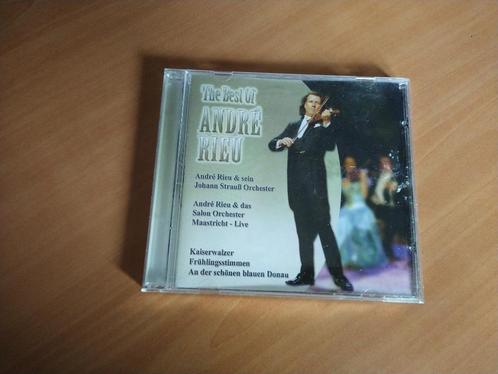 The Best Of
ANDRÉ
RIEU
André Rieu & sein
Johann Strauß Orchester
André Rieu & das
Salon Orchester
Maastricht - Live
Kaiserwalzer
Frühlingsstimmen
An der schönen blauen Donau